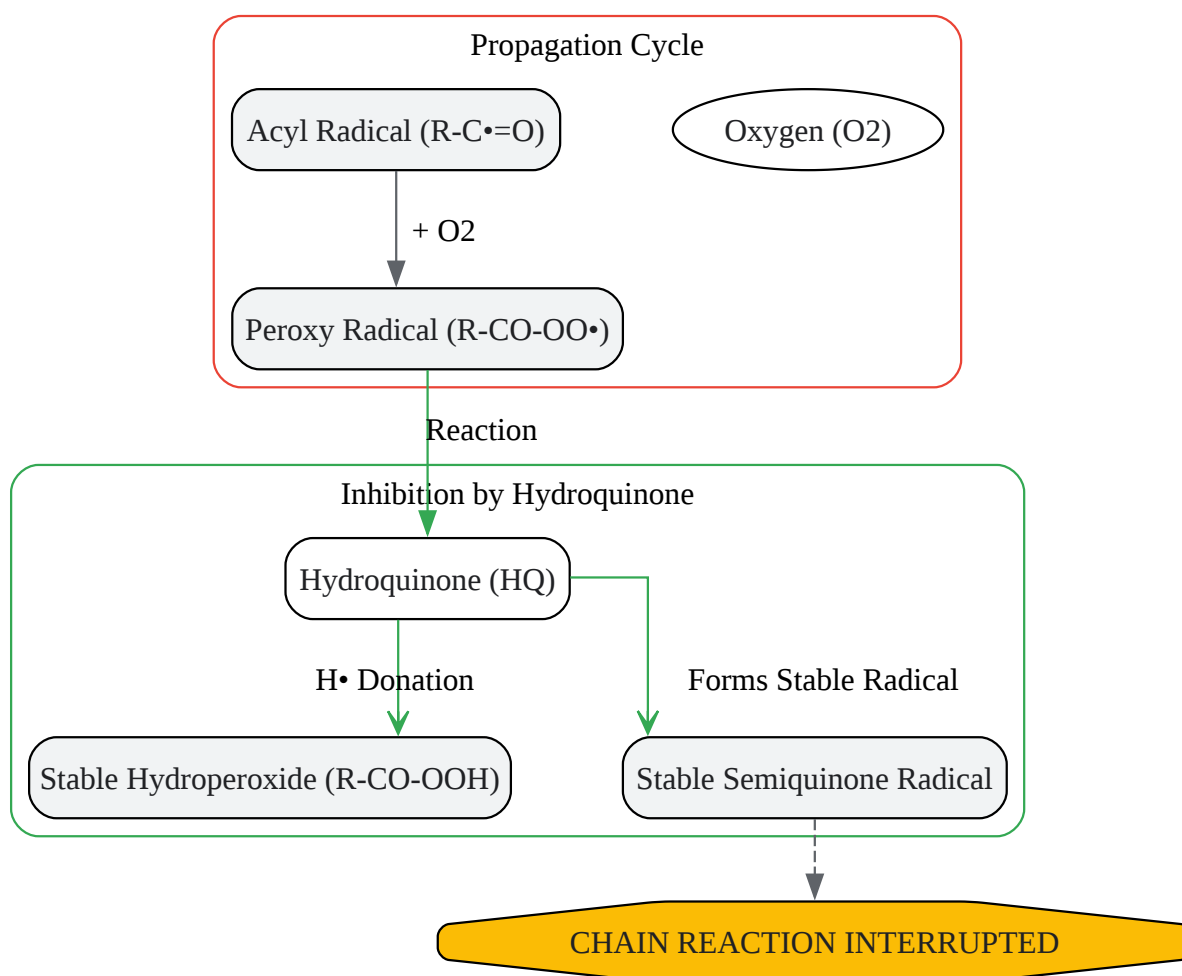 Propagation Cycle
Acyl Radical (R-C•=O)
Oxygen (O2)
+ O2
Peroxy Radical (R-CO-OO•)
Reaction
Inhibition by Hydroquinone
Hydroquinone (HQ)
H• Donation
Forms Stable Radical
Stable Hydroperoxide (R-CO-OOH)
Stable Semiquinone Radical
CHAIN REACTION INTERRUPTED